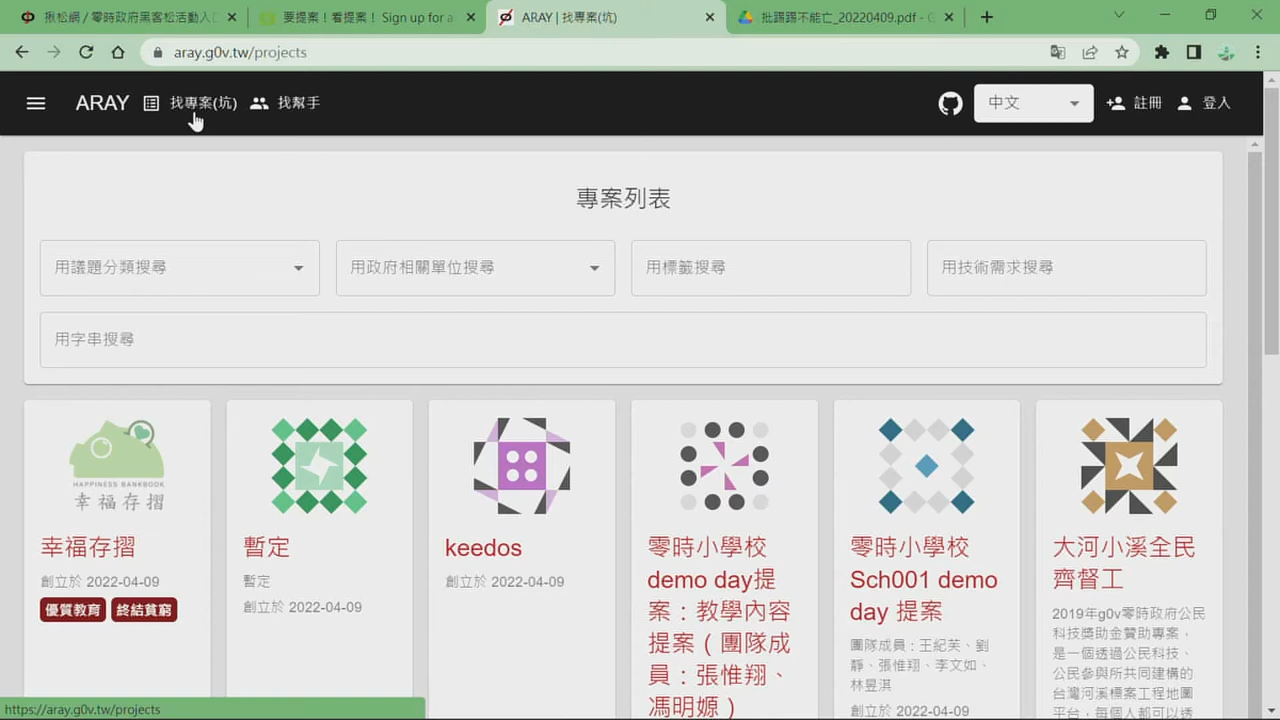 揪松網 / 零時政府黑客松活動入口
要提案！看提案！ Sign up for a
ARAY | 找專案(坑)
批踢踢不能亡_20220409.pdf - G
aray.g0v.tw/projects
ARAY 找專案(坑) 找幫手 中文 註冊 登入
專案列表
用議題分類搜尋 用政府相關單位搜尋 用標籤搜尋 用技術需求搜尋
用字串搜尋
HAPPINESS BANKBOOK
幸福存摺
幸福存摺
創立於 2022-04-09
優質教育 終結貧窮
暫定
暫定
創立於 2022-04-09
keedos
創立於 2022-04-09
零時小學校
demo day提
案：教學內容
提案（團隊成
員：張惟翔、
馮明嫄）
零時小學校
Sch001 demo
day 提案
團隊成員：王紀芙、劉
靜、張惟翔、李文如、
林昱淇
創立於 2022-04-09
大河小溪全民
齊督工
2019年g0v零時政府公民
科技獎助金贊助專案，
是一個透過公民科技、
公民參與所共同建構的
台灣河溪標案工程地圖
平台，每個人都可以透
https://aray.g0v.tw/projects